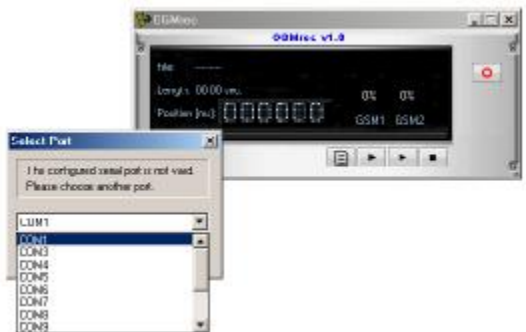 OGMrec
OGMrec v1.0
File: -----
Length: 00.00 sec.
Position [ms]: 000000
0% 0%
GSM1 GSM2
Select Port
The configured serial port is not valid.
Please choose another port.
COM1
COM1
COM3
COM4
COM5
COM6
COM7
COM8
COM9